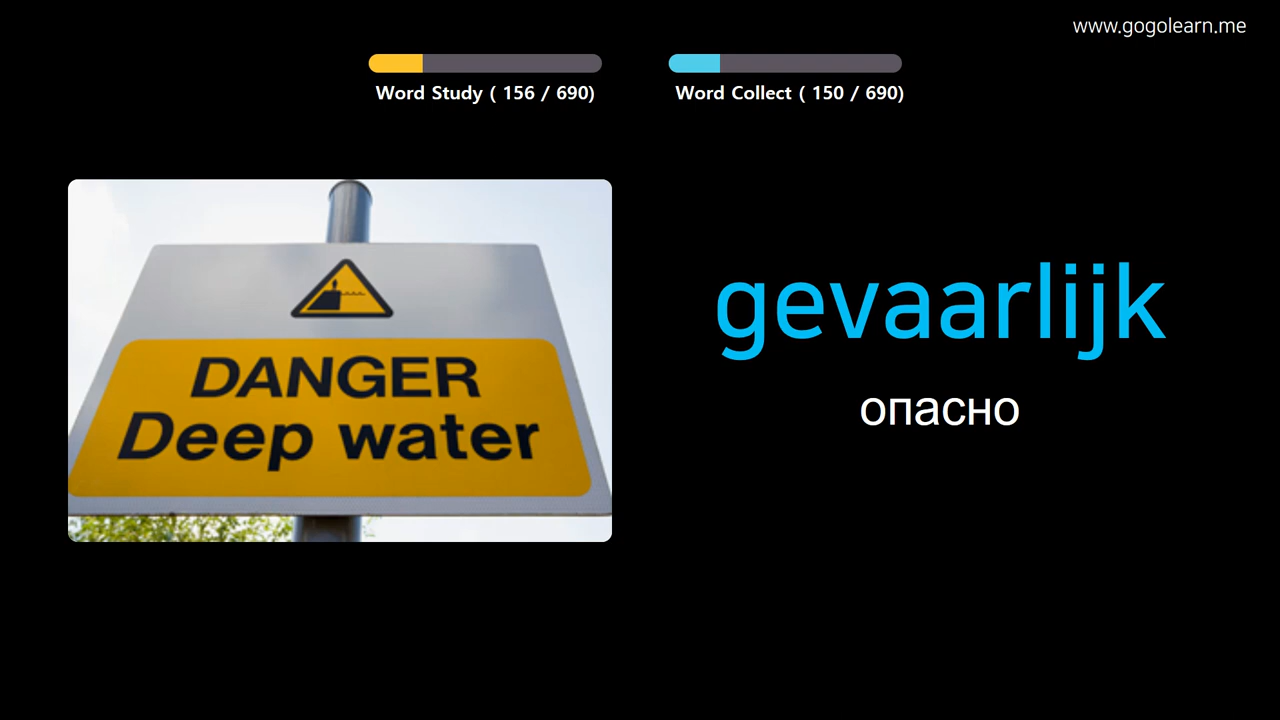 www.gogolearn.me
Word Study ( 156 / 690)
Word Collect ( 150 / 690)
DANGER
Deep water
gevaarlijk
опасно